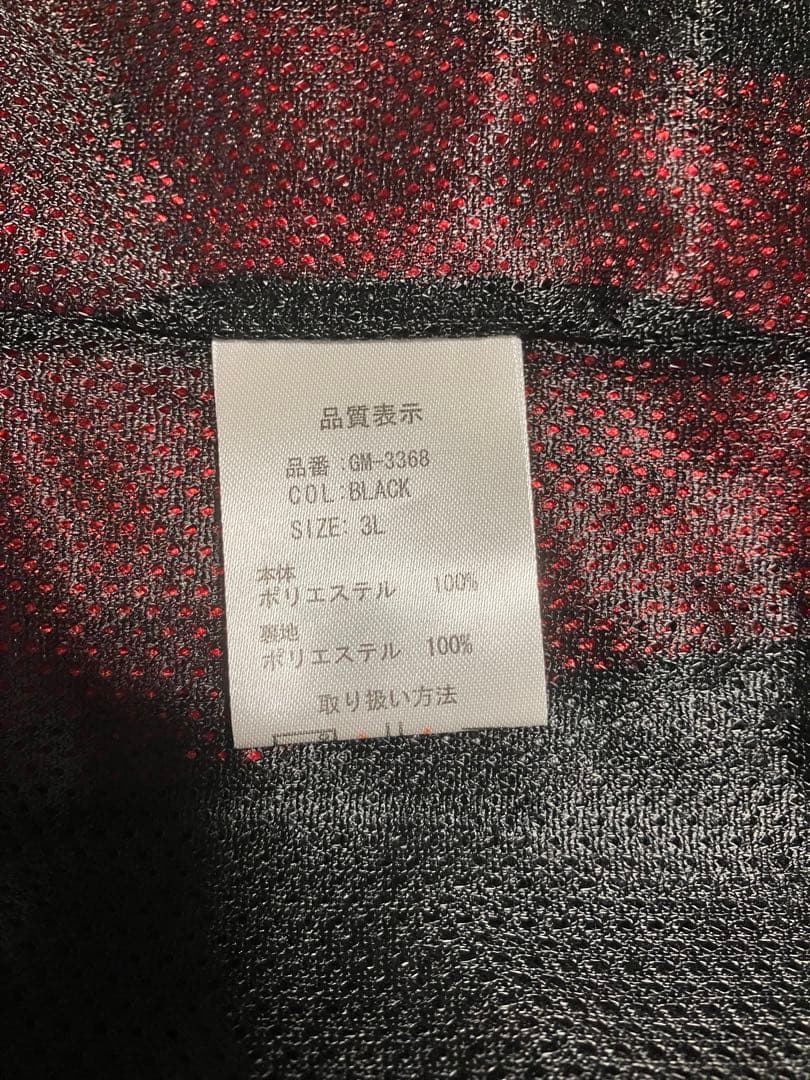 品質表示
品番:GM-3368
COL:BLACK
SIZE: 3L
本体
ポリエステル 100%
裏地
ポリエステル 100%
取り扱い方法